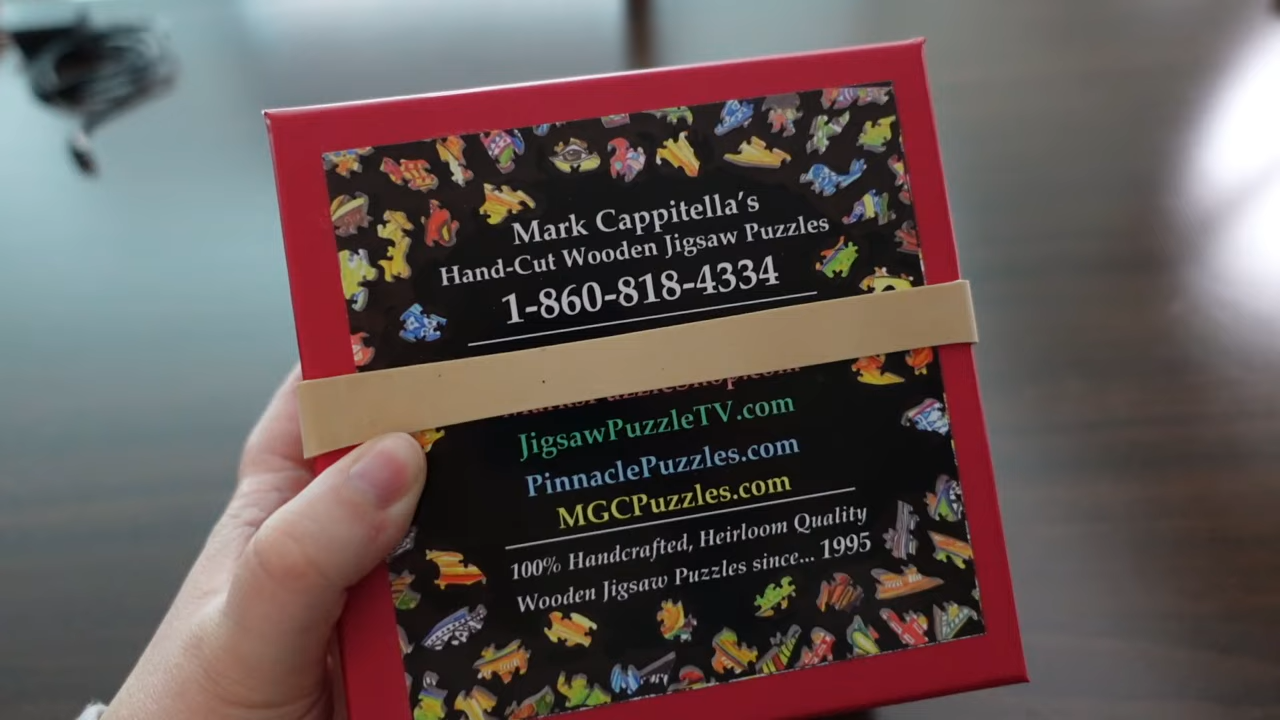 Mark Cappitella's
Hand-Cut Wooden Jigsaw Puzzles
1-860-818-4334
JigsawPuzzleTV.com
PinnaclePuzzles.com
MGCPuzzles.com
100% Handcrafted, Heirloom Quality
Wooden Jigsaw Puzzles since... 1995